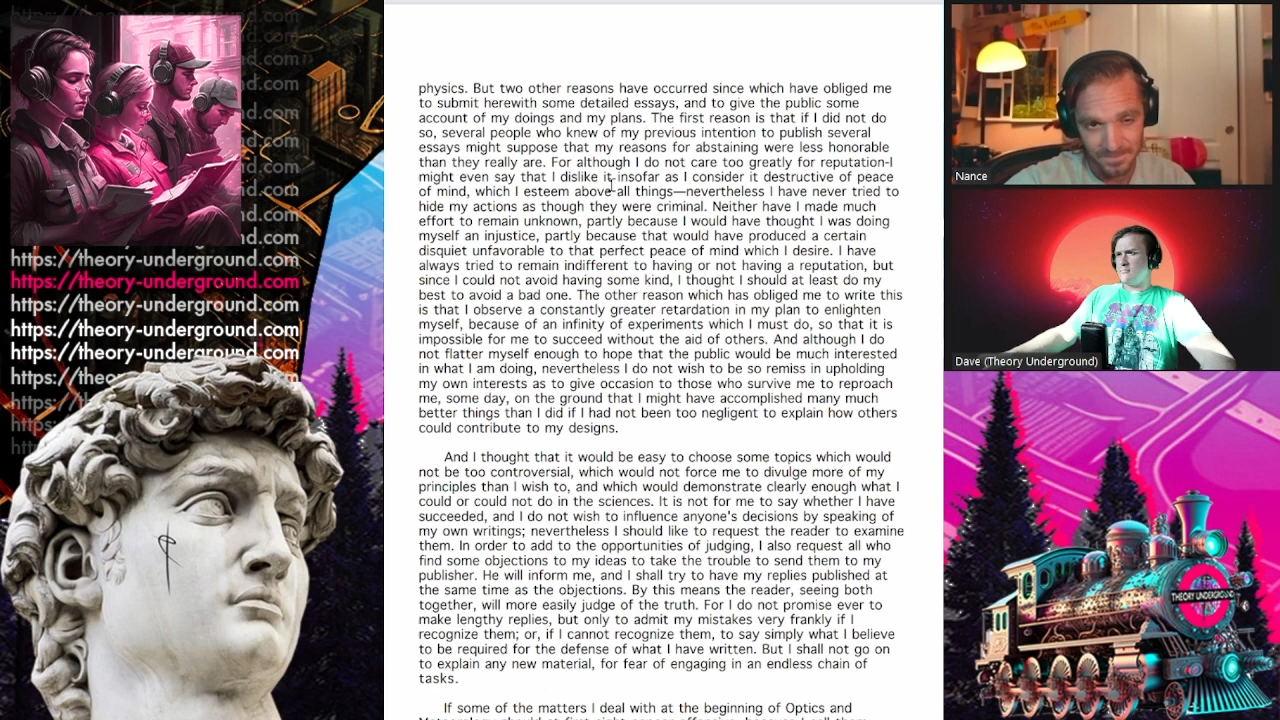 https://theory-underground.com
d.com
d.com
d.com
d.com
d.com
d.com
d.com
d.com
d.com
d.com
https://theory-underground.com
https://theory-underground.com
https://theory-underground.com
https://theory-underground.com
https://theory-underground.com
https://theo
https:/
https:
http
physics. But two other reasons have occurred since which have obliged me
to submit herewith some detailed essays, and to give the public some
account of my doings and my plans. The first reason is that if I did not do
so, several people who knew of my previous intention to publish several
essays might suppose that my reasons for abstaining were less honorable
than they really are. For although I do not care too greatly for reputation-I
might even say that I dislike it insofar as I consider it destructive of peace
of mind, which I esteem above all things—nevertheless I have never tried to
hide my actions as though they were criminal. Neither have I made much
effort to remain unknown, partly because I would have thought I was doing
myself an injustice, partly because that would have produced a certain
disquiet unfavorable to that perfect peace of mind which I desire. I have
always tried to remain indifferent to having or not having a reputation, but
since I could not avoid having some kind, I thought I should at least do my
best to avoid a bad one. The other reason which has obliged me to write this
is that I observe a constantly greater retardation in my plan to enlighten
myself, because of an infinity of experiments which I must do, so that it is
impossible for me to succeed without the aid of others. And although I do
not flatter myself enough to hope that the public would be much interested
in what I am doing, nevertheless I do not wish to be so remiss in upholding
my own interests as to give occasion to those who survive me to reproach
me, some day, on the ground that I might have accomplished many much
better things than I did if I had not been too negligent to explain how others
could contribute to my designs.
And I thought that it would be easy to choose some topics which would
not be too controversial, which would not force me to divulge more of my
principles than I wish to, and which would demonstrate clearly enough what I
could or could not do in the sciences. It is not for me to say whether I have
succeeded, and I do not wish to influence anyone's decisions by speaking of
my own writings; nevertheless I should like to request the reader to examine
them. In order to add to the opportunities of judging, I also request all who
find some objections to my ideas to take the trouble to send them to my
publisher. He will inform me, and I shall try to have my replies published at
the same time as the objections. By this means the reader, seeing both
together, will more easily judge of the truth. For I do not promise ever to
make lengthy replies, but only to admit my mistakes very frankly if I
recognize them; or, if I cannot recognize them, to say simply what I believe
to be required for the defense of what I have written. But I shall not go on
to explain any new material, for fear of engaging in an endless chain of
tasks.
If some of the matters I deal with at the beginning of Optics and
Nance
Dave (Theory Underground)
THEORY UNDERGROUND